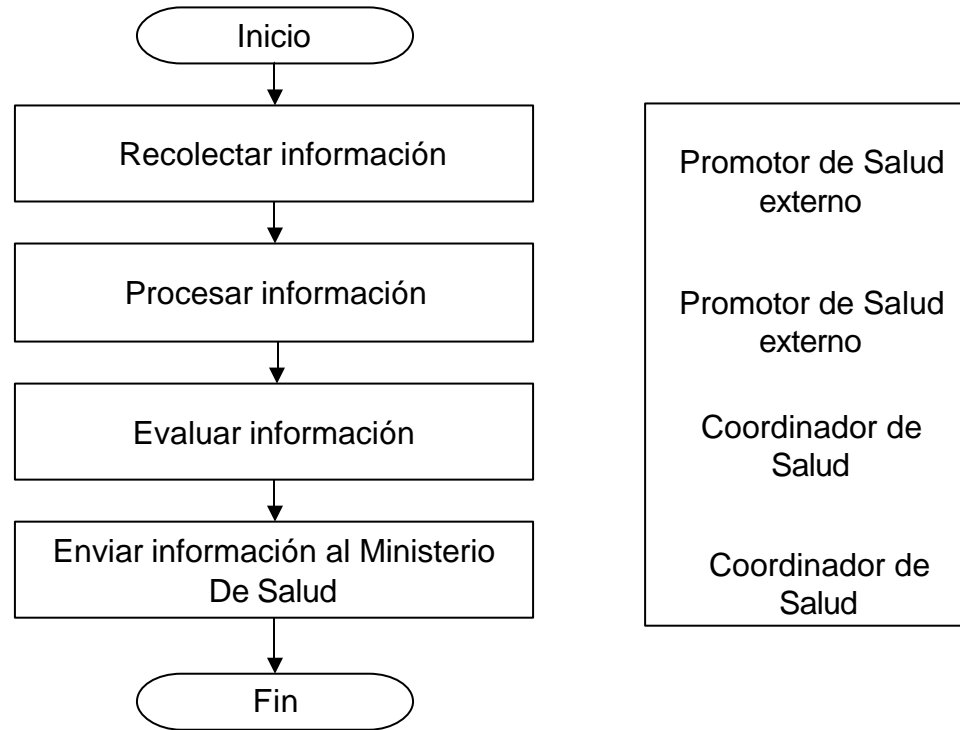 Inicio
Recolectar información
Procesar información
Evaluar información
Enviar información al Ministerio
De Salud
Fin
Promotor de Salud
externo
Promotor de Salud
externo
Coordinador de
Salud
Coordinador de
Salud